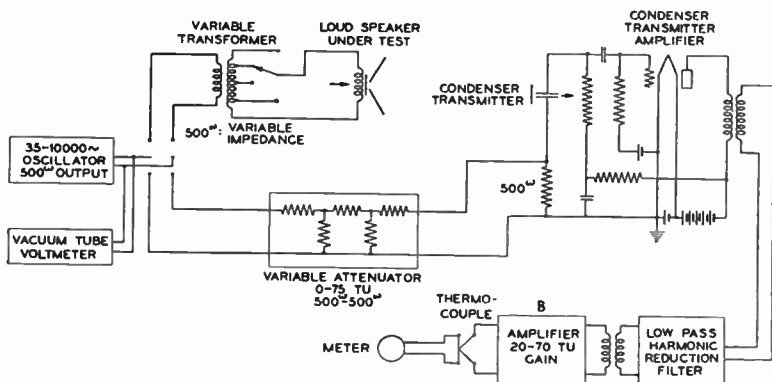 VARIABLE
TRANSFORMER
LOUD SPEAKER
UNDER TEST
CONDENSER
TRANSMITTER
AMPLIFIER
CONDENSER
TRANSMITTER
500ω: VARIABLE
IMPEDANCE
35-10000~
OSCILLATOR
500ω OUTPUT
500ω
VACUUM TUBE
VOLTMETER
VARIABLE ATTENUATOR
0-75 TU
500ω-500ω
THERMO-
COUPLE
B
METER
AMPLIFIER
20-70 TU
GAIN
LOW PASS
HARMONIC
REDUCTION
FILTER